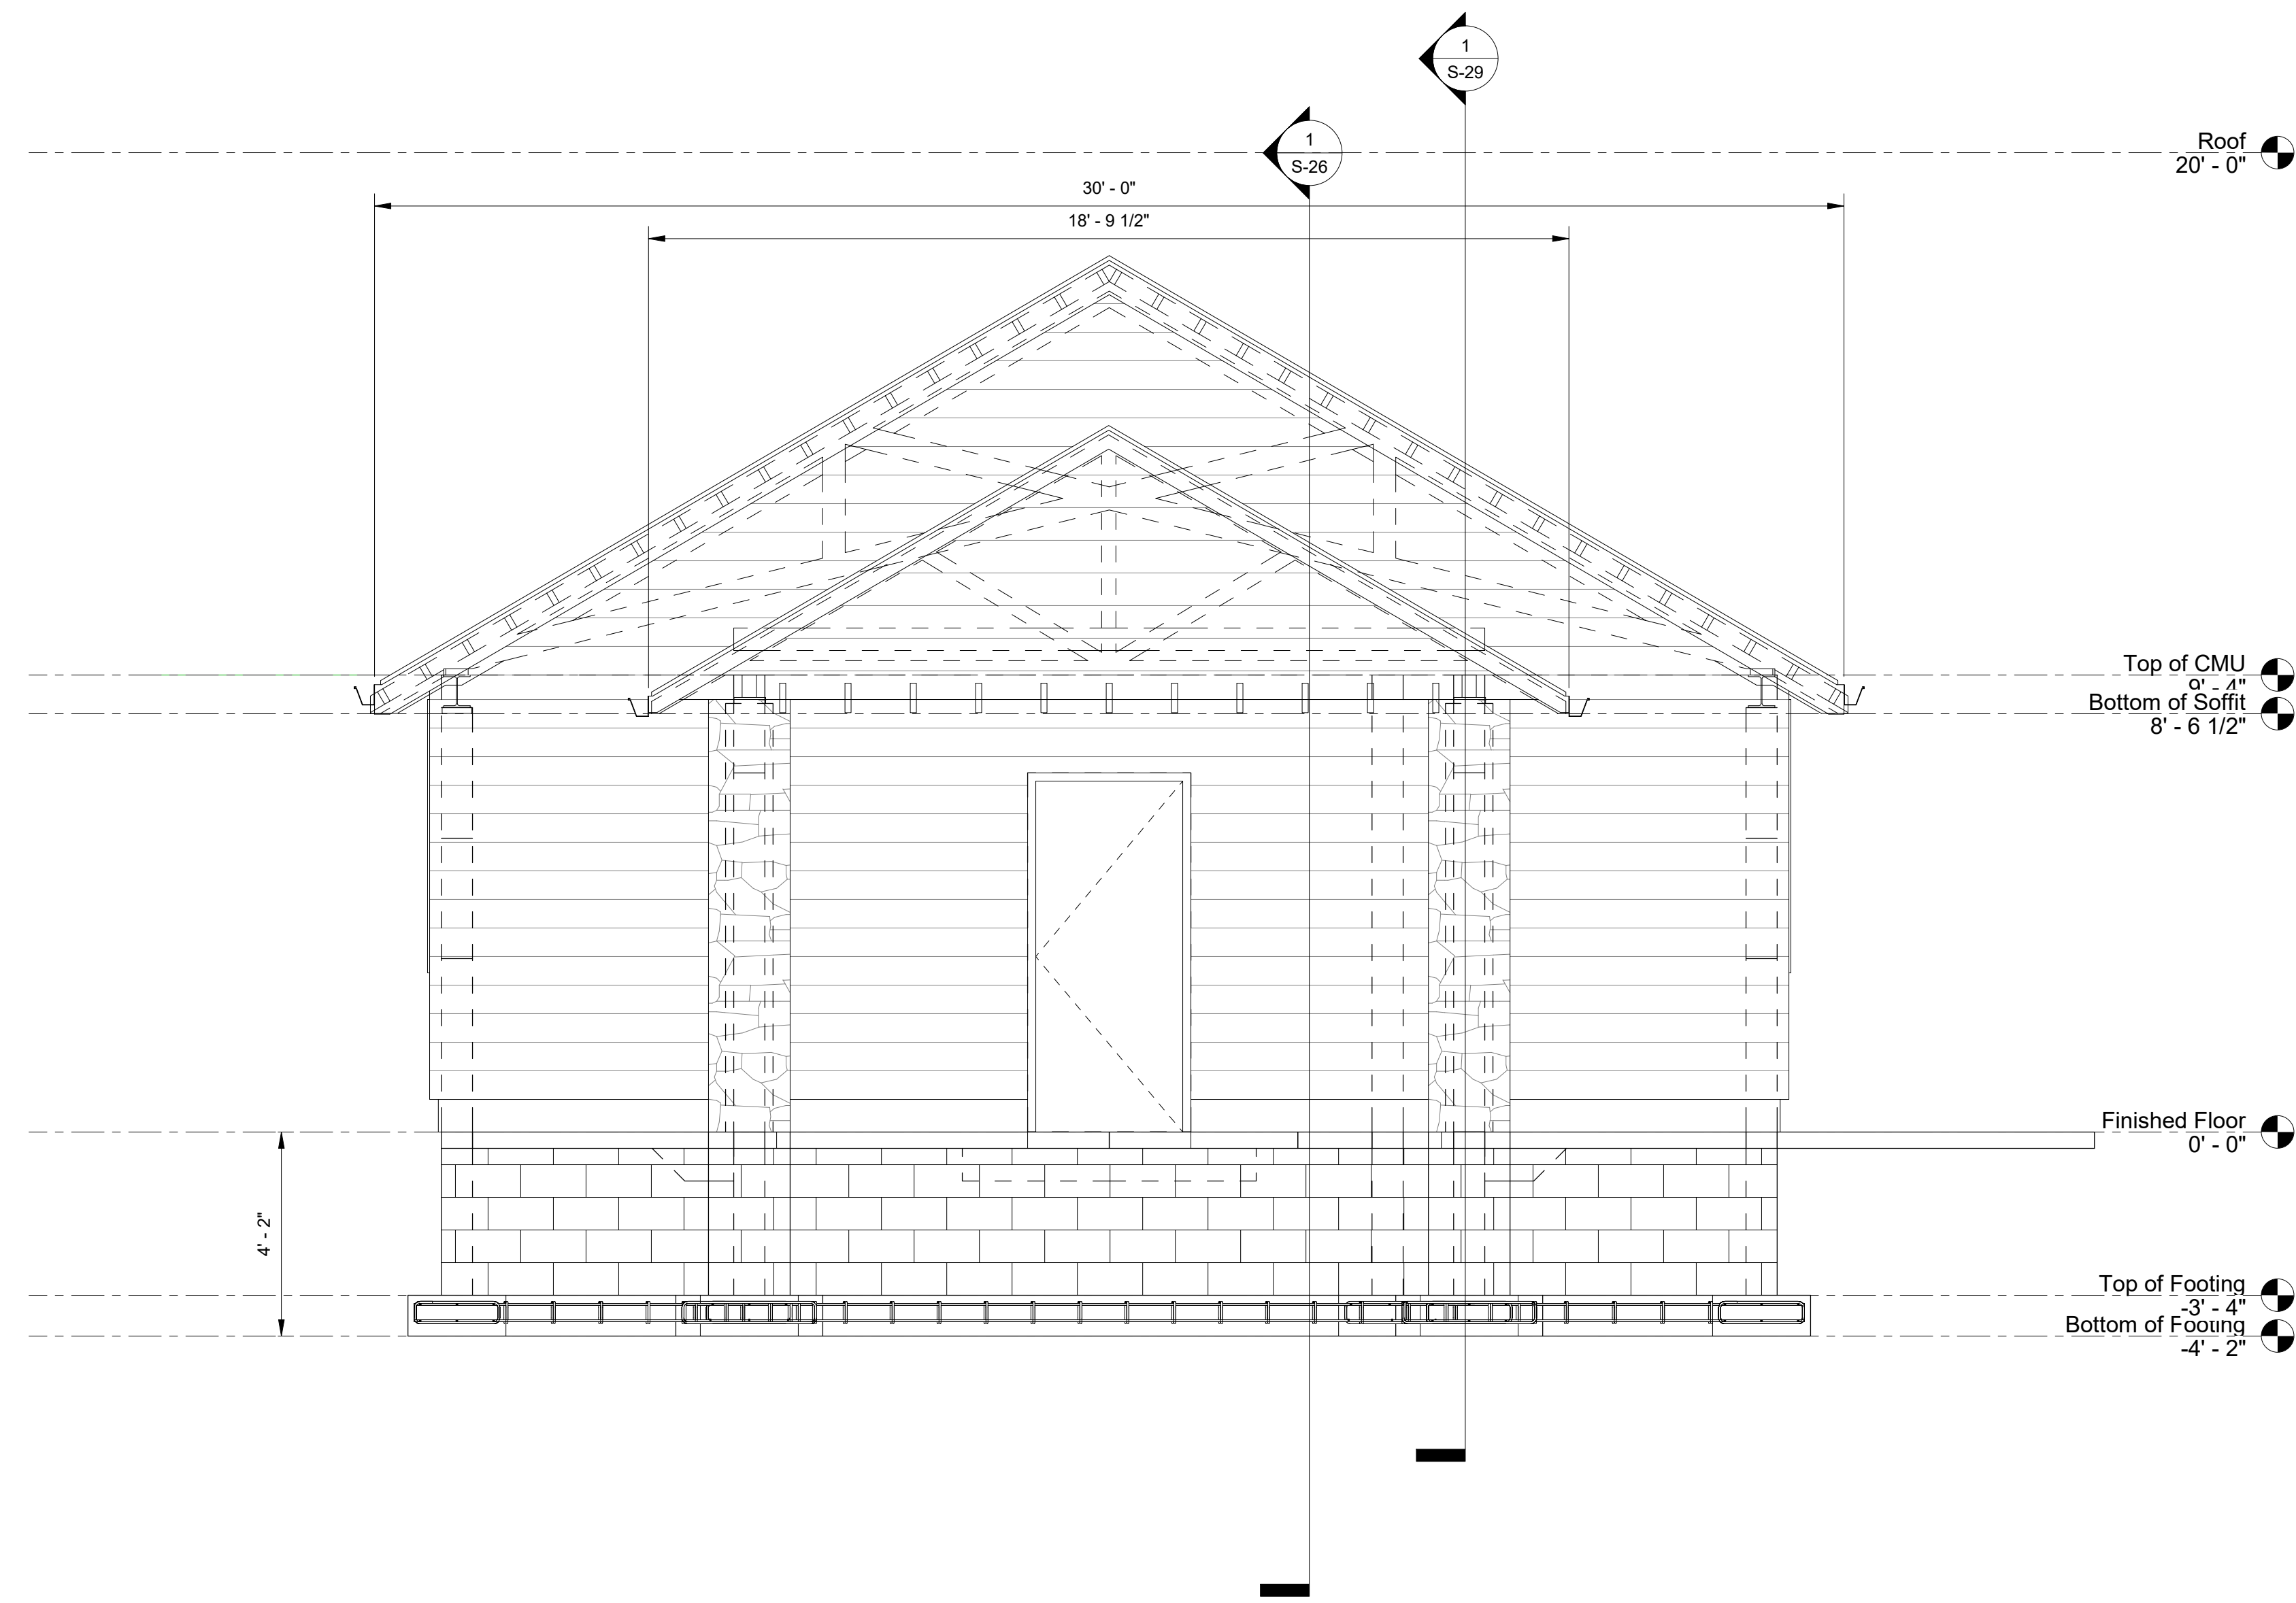 1
S-29
1
S-26
Roof
20' - 0"
30' - 0"
18' - 9 1/2"
Top of CMU
9' - 4"
Bottom of Soffit
8' - 6 1/2"
Finished Floor
0' - 0"
4' - 2"
Top of Footing
-3' - 4"
Bottom of Footing
-4' - 2"